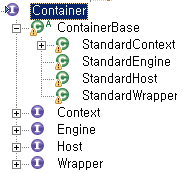 Container
ContainerBase
StandardContext
StandardEngine
StandardHost
StandardWrapper
Context
Engine
Host
Wrapper